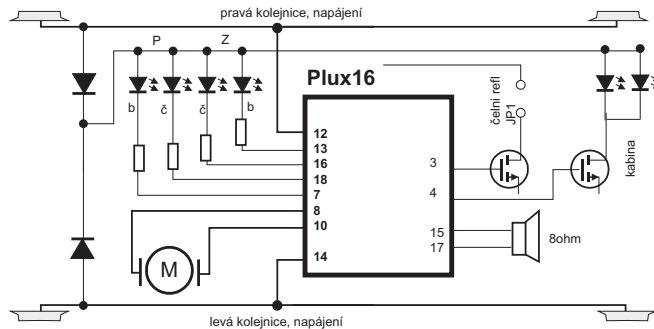 pravá kolejnice, napájení
P
Z
Plux16
b
č
č
b
čelní refl
JP1
kabina
12
13
16
18
7
8
10
14
3
4
15
17
M
8ohm
levá kolejnice, napájení